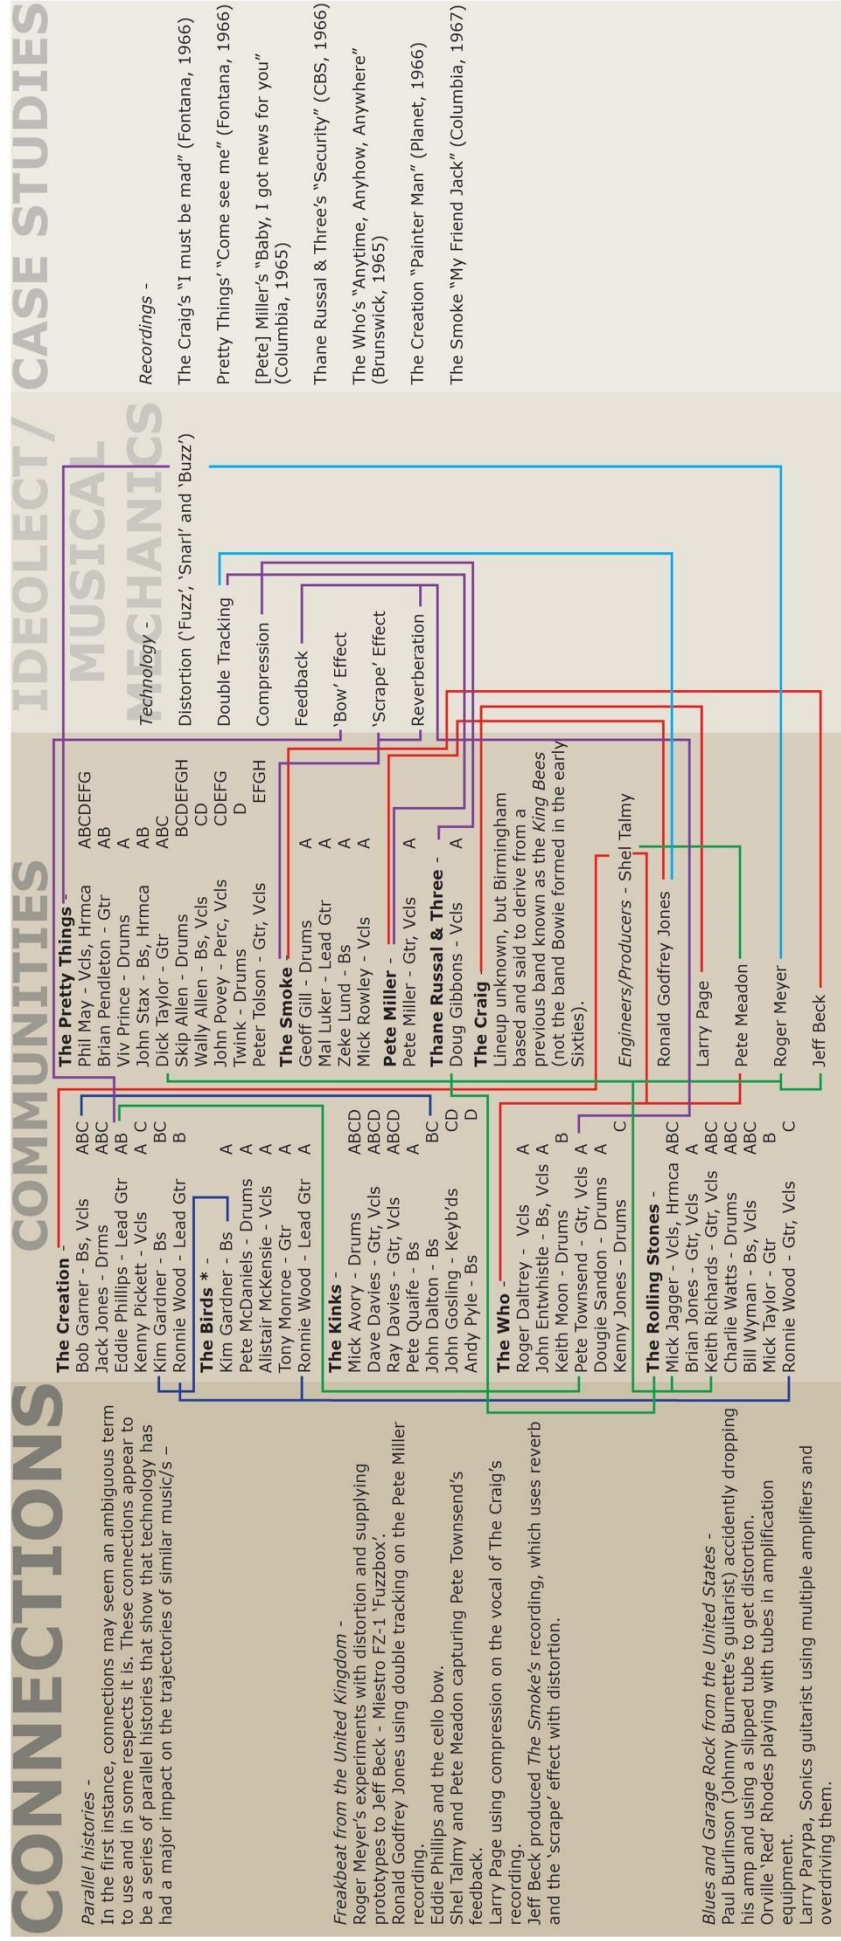 CONNECTIONS
Parallel histories -
In the first instance, connections may seem an ambiguous term
to use and in some respects it is. These connections appear to
be a series of parallel histories that show that technology has
had a major impact on the trajectories of similar music/s –
Freakbeat from the United Kingdom -
Roger Meyer's experiments with distortion and supplying
prototypes to Jeff Beck - Miestro FZ-1 'Fuzzbox'.
Ronald Godfrey Jones using double tracking on the Pete Miller
recording.
Eddie Phillips and the cello bow.
Shel Talmy and Pete Meadon capturing Pete Townsend's
feedback.
Larry Page using compression on the vocal of The Craig's
recording.
Jeff Beck produced The Smoke's recording, which uses reverb
and the 'scrape' effect with distortion.
Blues and Garage Rock from the United States -
Paul Burlinson (Johnny Burnette's guitarist) accidently dropping
his amp and using a slipped tube to get distortion.
Orville 'Red' Rhodes playing with tubes in amplification
equipment.
Larry Parypa, Sonics guitarist using multiple amplifiers and
overdriving them.
COMMUNITIES
The Creation -
Bob Garner - Bs, Vcls ABC
Jack Jones - Drms ABC
Eddie Phillips - Lead Gtr AB
Kenny Pickett - Vcls A C
Kim Gardner - Bs BC
Ronnie Wood - Lead Gtr B
The Birds * -
Kim Gardner - Bs A
Pete McDaniels - Drums A
Alistair McKensie - Vcls A
Tony Monroe - Gtr A
Ronnie Wood - Lead Gtr A
The Kinks -
Mick Avory - Drums ABCD
Dave Davies - Gtr, Vcls ABCD
Ray Davies - Gtr, Vcls ABCD
Pete Quaife - Bs A
John Dalton - Bs BC
John Gosling - Keyb'ds CD
Andy Pyle - Bs D
The Who -
Roger Daltrey - Vcls A
John Entwhistle - Bs, Vcls A
Keith Moon - Drums B
Pete Townsend - Gtr, Vcls A
Dougie Sandon - Drums A
Kenny Jones - Drums C
The Rolling Stones -
Mick Jagger - Vcls, Hrmca ABC
Brian Jones - Gtr, Vcls A
Keith Richards - Gtr, Vcls ABC
Charlie Watts - Drums ABC
Bill Wyman - Bs, Vcls ABC
Mick Taylor - Gtr B
Ronnie Wood - Gtr, Vcls C
The Pretty Things -
Phil May - Vcls, Hrmca ABCDEFG
Brian Pendleton - Gtr AB
Viv Prince - Drums A
John Stax - Bs, Hrmca AB
Dick Taylor - Gtr ABC
Skip Allen - Drums BCDEFGH
Wally Allen - Bs, Vcls CD
John Povey - Perc, Vcls CDEFG
Twink - Drums D
Peter Tolson - Gtr, Vcls EFGH
The Smoke -
Geoff Gill - Drums A
Mal Luker - Lead Gtr A
Zeke Lund - Bs A
Mick Rowley - Vcls A
Pete Miller -
Pete Miller - Gtr, Vcls A
Thane Russal & Three -
Doug Gibbons - Vcls A
The Craig -
Lineup unknown, but Birmingham
based and said to derive from a
previous band known as the King Bees
(not the band Bowie formed in the early
Sixties).
Engineers/Producers - Shel Talmy
Ronald Godfrey Jones
Larry Page
Pete Meadon
Roger Meyer
Jeff Beck
IDEOLECT/
MUSICAL
MECHANICS
Technology -
Distortion ('Fuzz', 'Snarl' and 'Buzz')
Double Tracking
Compression
Feedback
'Bow' Effect
'Scrape' Effect
Reverberation
CASE STUDIES
Recordings -
The Craig's "I must be mad" (Fontana, 1966)
Pretty Things' "Come see me" (Fontana, 1966)
[Pete] Miller's "Baby, I got news for you"
(Columbia, 1965)
Thane Russal & Three's "Security" (CBS, 1966)
The Who's "Anytime, Anyhow, Anywhere"
(Brunswick, 1965)
The Creation "Painter Man" (Planet, 1966)
The Smoke "My Friend Jack" (Columbia, 1967)